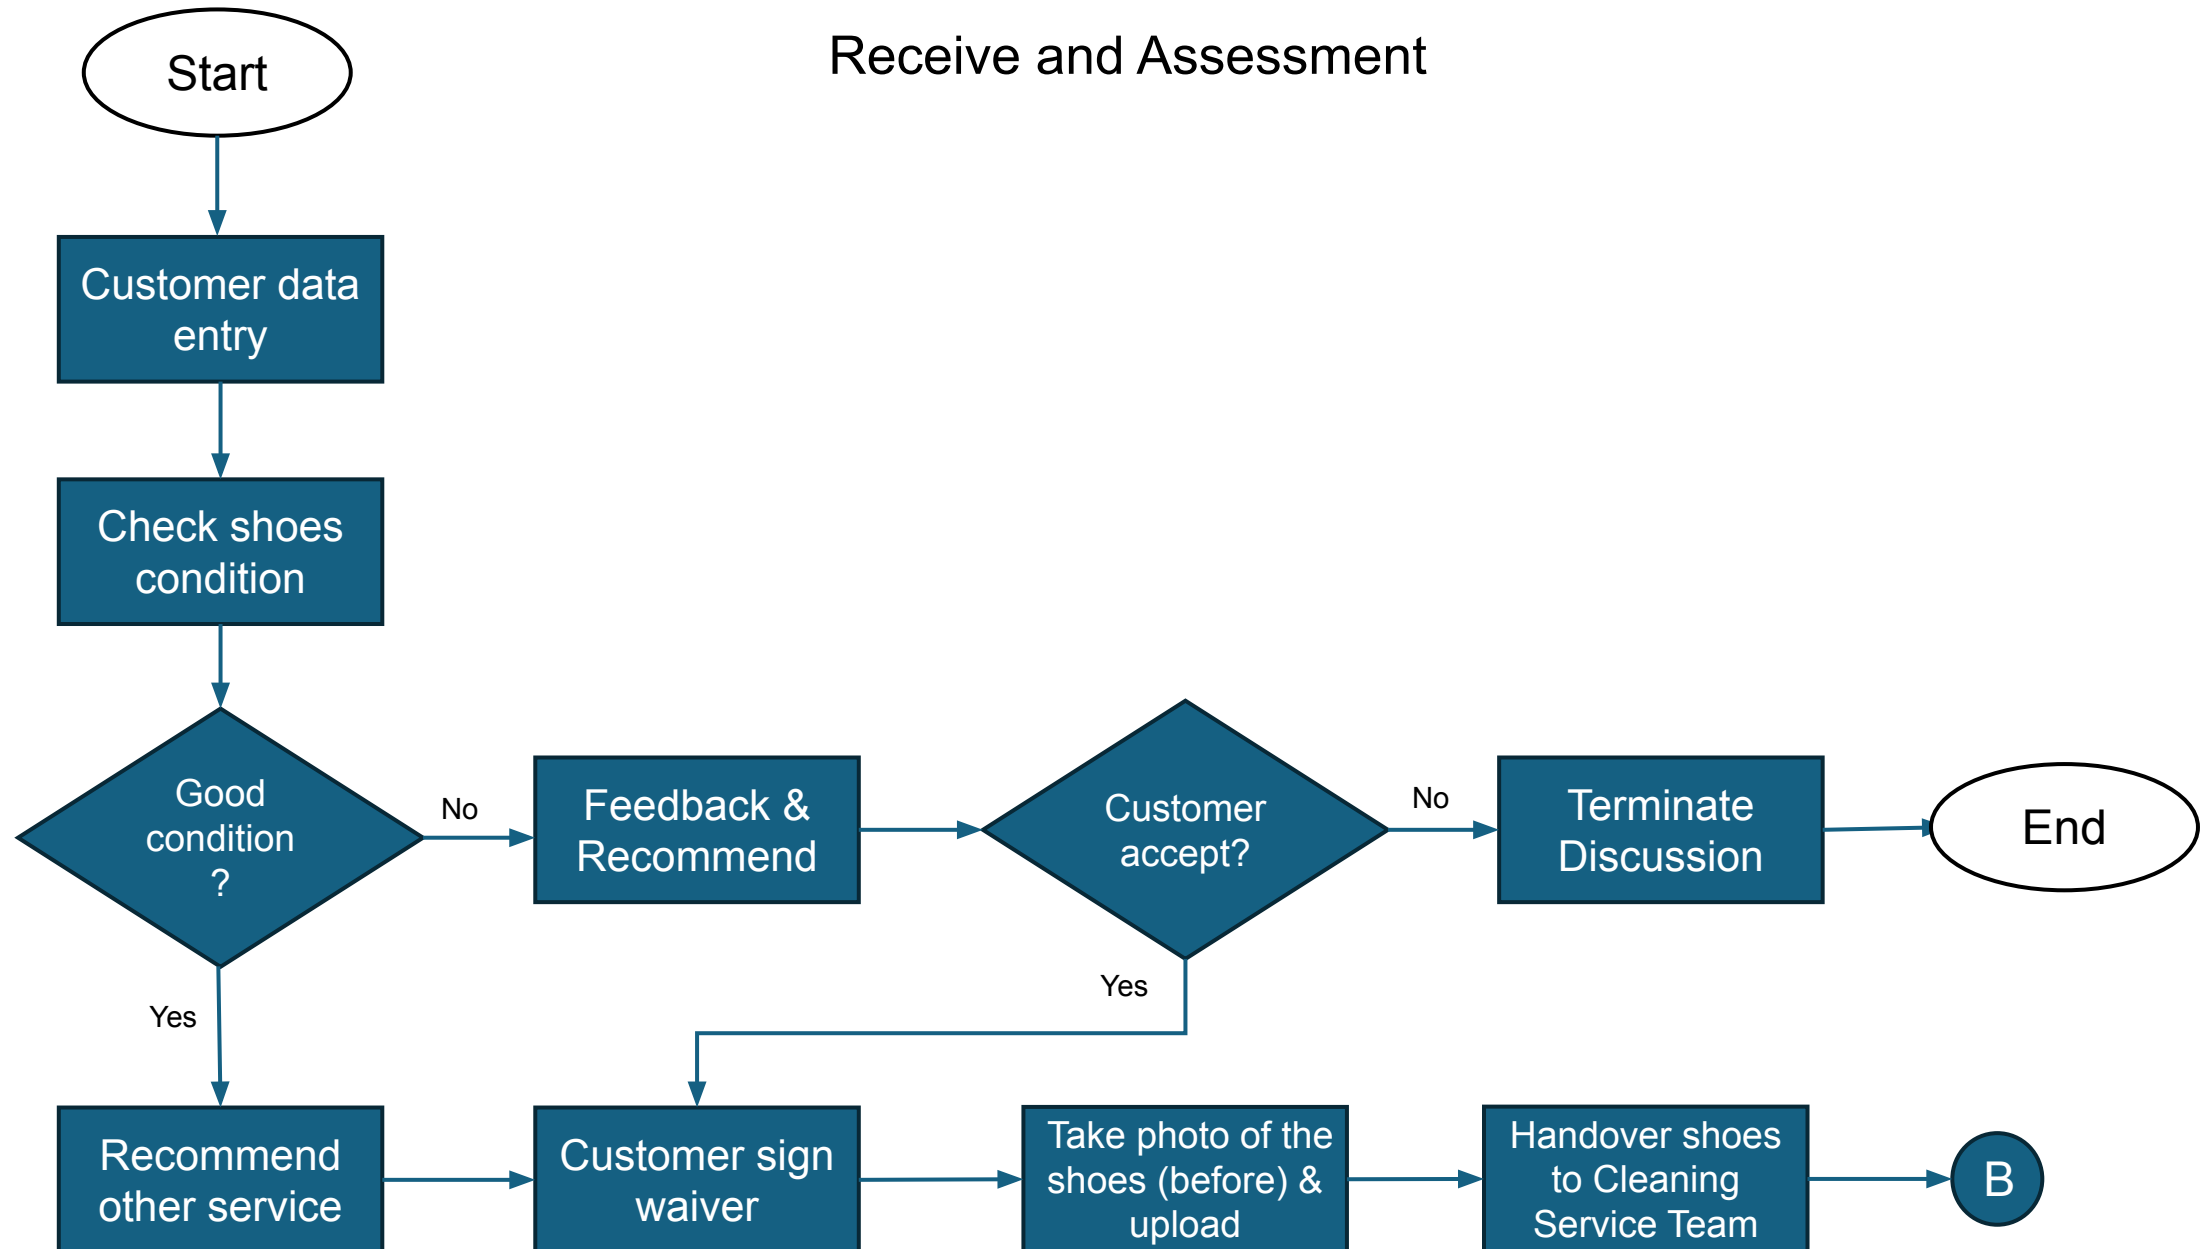 Start
Receive and Assessment
Customer data
entry
Check shoes
condition
Good
condition
?
No
Feedback &
Recommend
Customer
accept?
No
Terminate
Discussion
End
Yes
Yes
Recommend
other service
Customer sign
waiver
Take photo of the
shoes (before) &
upload
Handover shoes
to Cleaning
Service Team
B